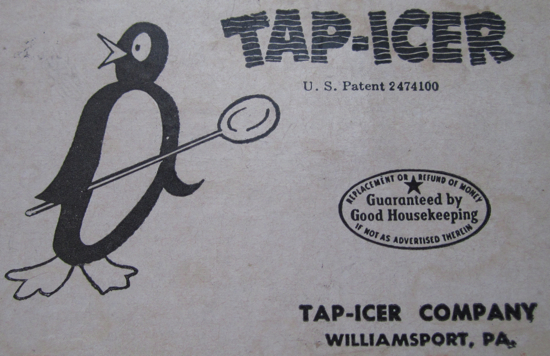 TAP-ICER
U. S. Patent 2474100
REPLACEMENT OR REFUND OF MONEY
Guaranteed by
Good Housekeeping
IF NOT AS ADVERTISED THEREIN
TAP-ICER COMPANY
WILLIAMSPORT, PA.